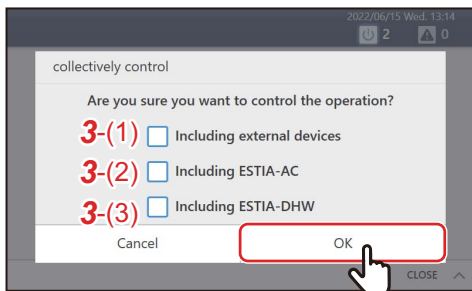 2022/06/15 Wed. 13:14
2 0
collectively control
Are you sure you want to control the operation?
3-(1) Including external devices
3-(2) Including ESTIA-AC
3-(3) Including ESTIA-DHW
Cancel OK
CLOSE